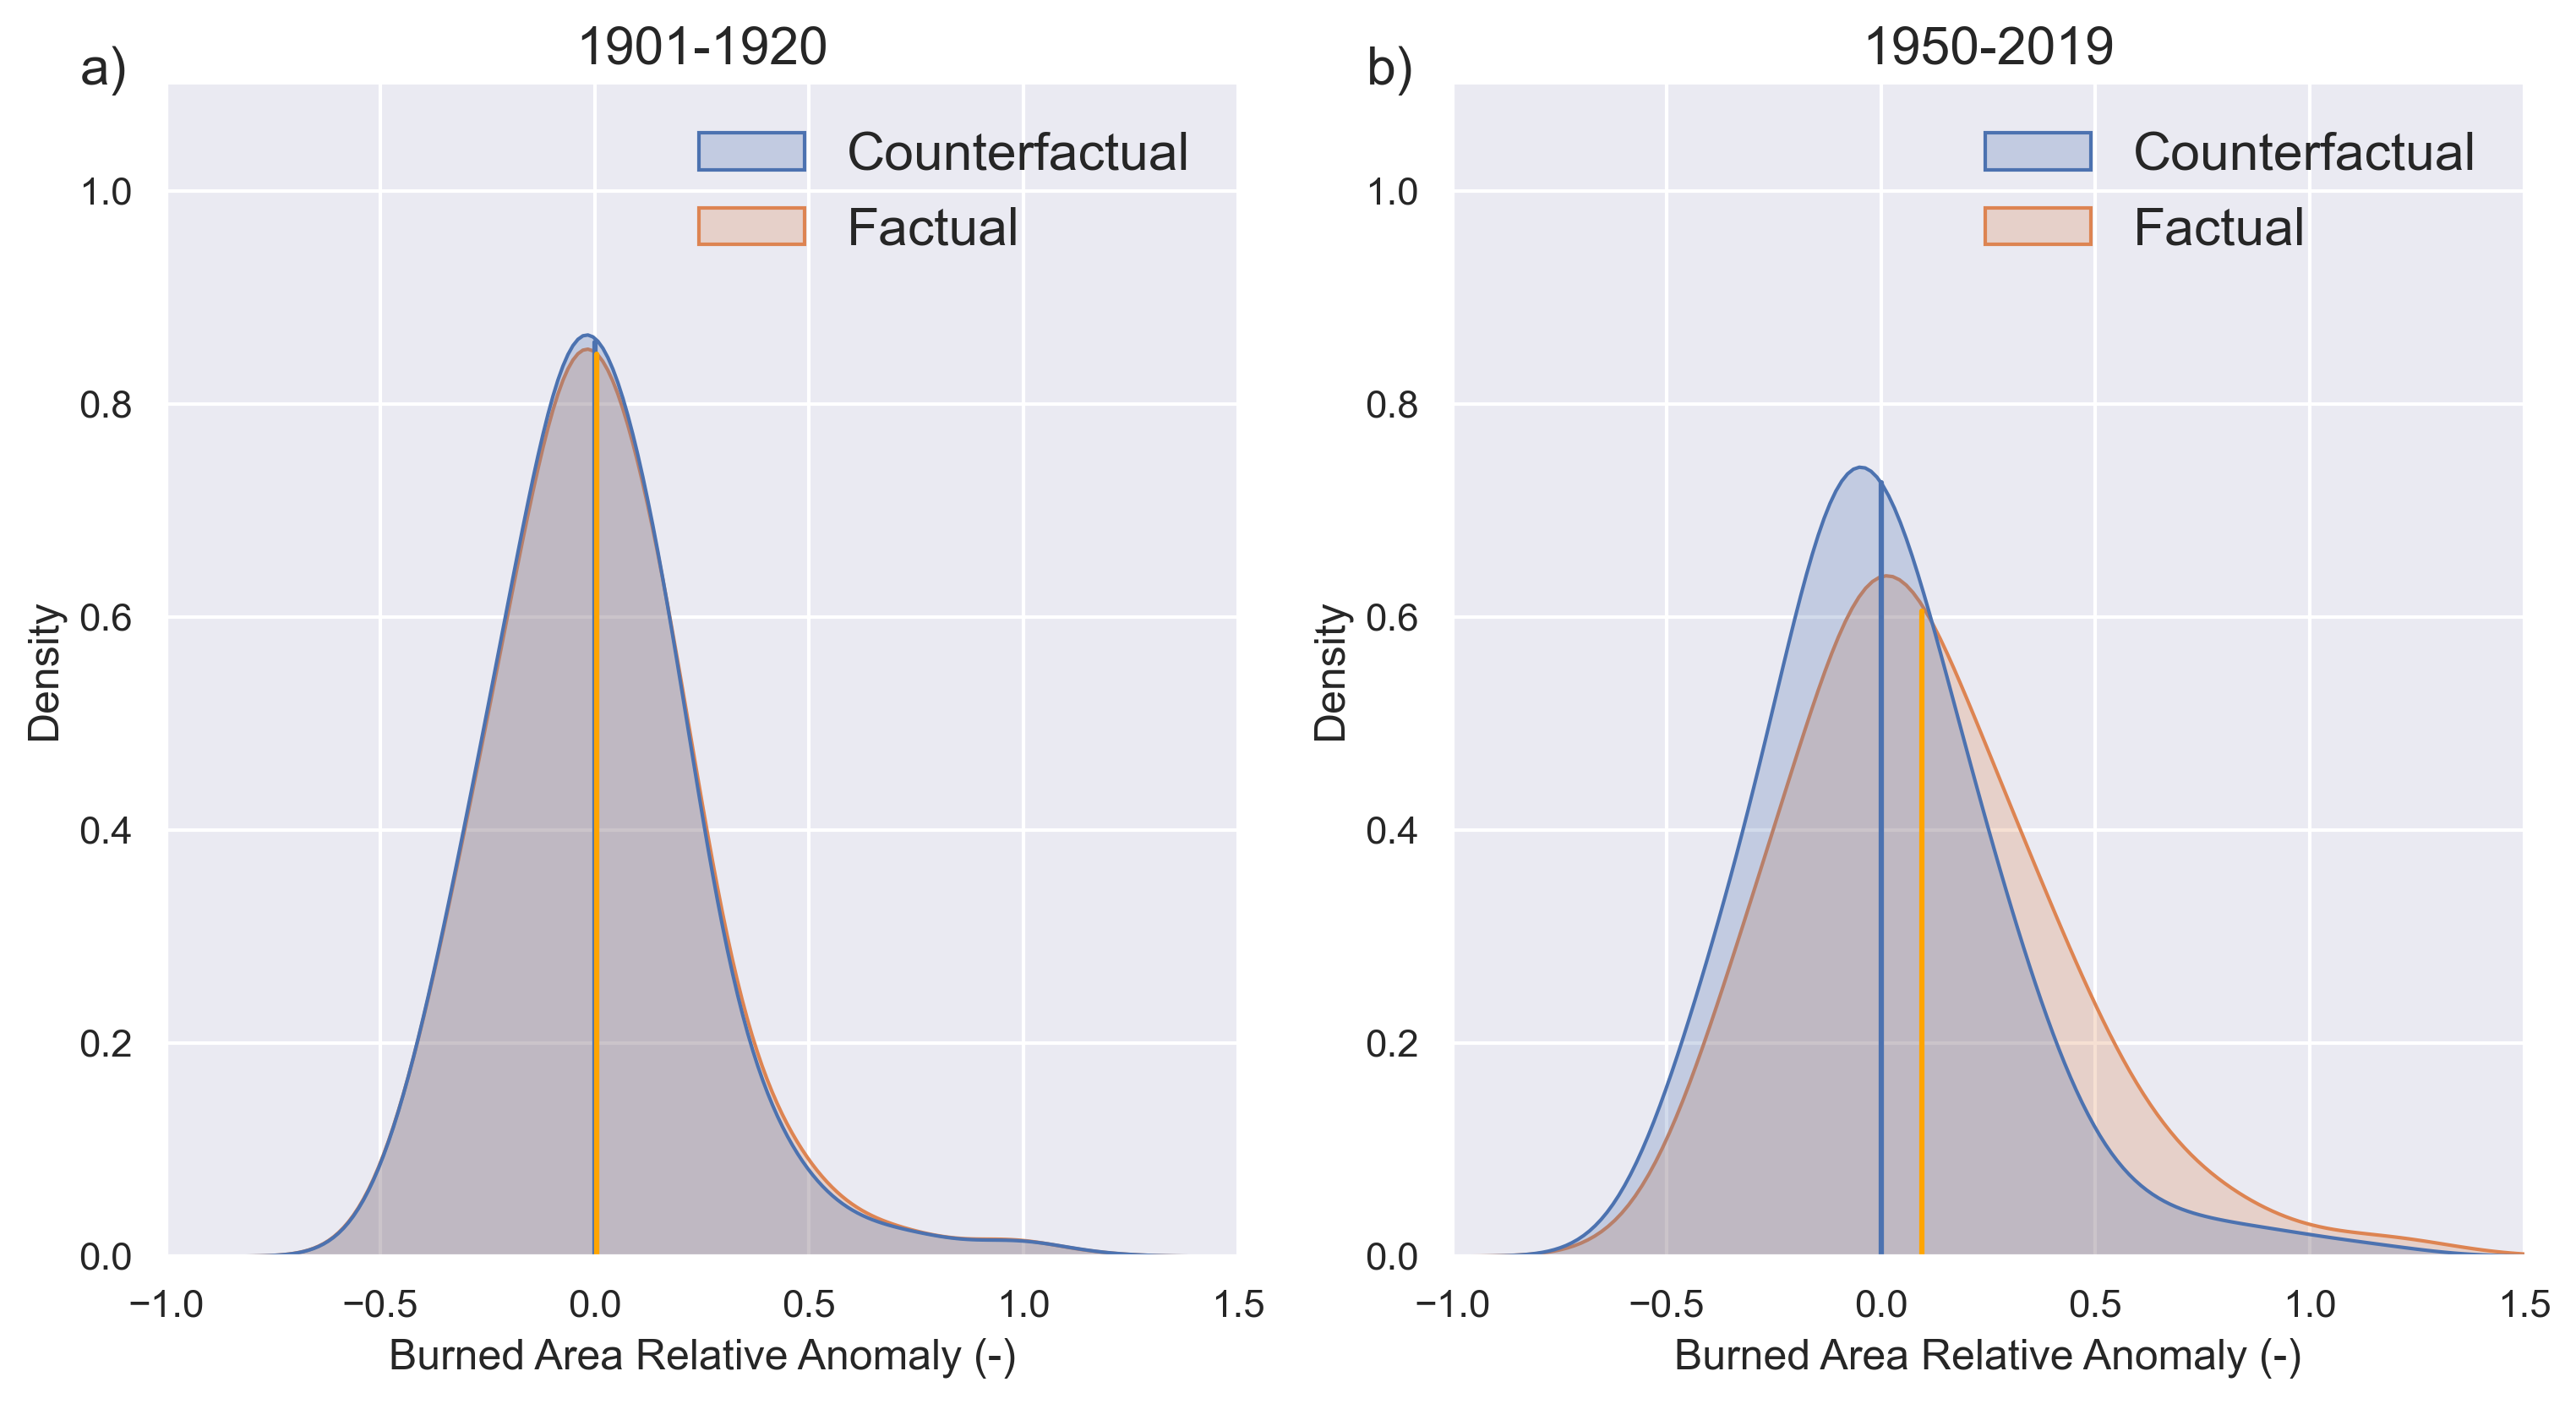 a)
1901-1920
Counterfactual
Factual
1.0
0.8
0.6
0.4
0.2
0.0
Density
−1.0 −0.5 0.0 0.5 1.0 1.5
Burned Area Relative Anomaly (-)
b)
1950-2019
Counterfactual
Factual
1.0
0.8
0.6
0.4
0.2
0.0
Density
−1.0 −0.5 0.0 0.5 1.0 1.5
Burned Area Relative Anomaly (-)